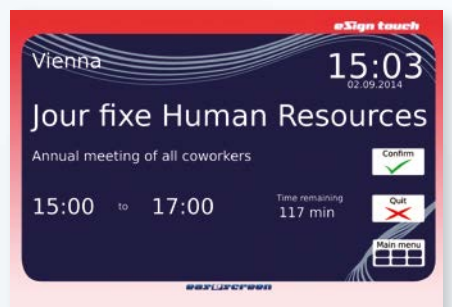 eSign touch
Vienna
15:03
02.09.2014
Jour fixe Human Resources
Annual meeting of all coworkers
Confirm
15:00 to 17:00
Time remaining
117 min
Quit
Main menu
easyscreen